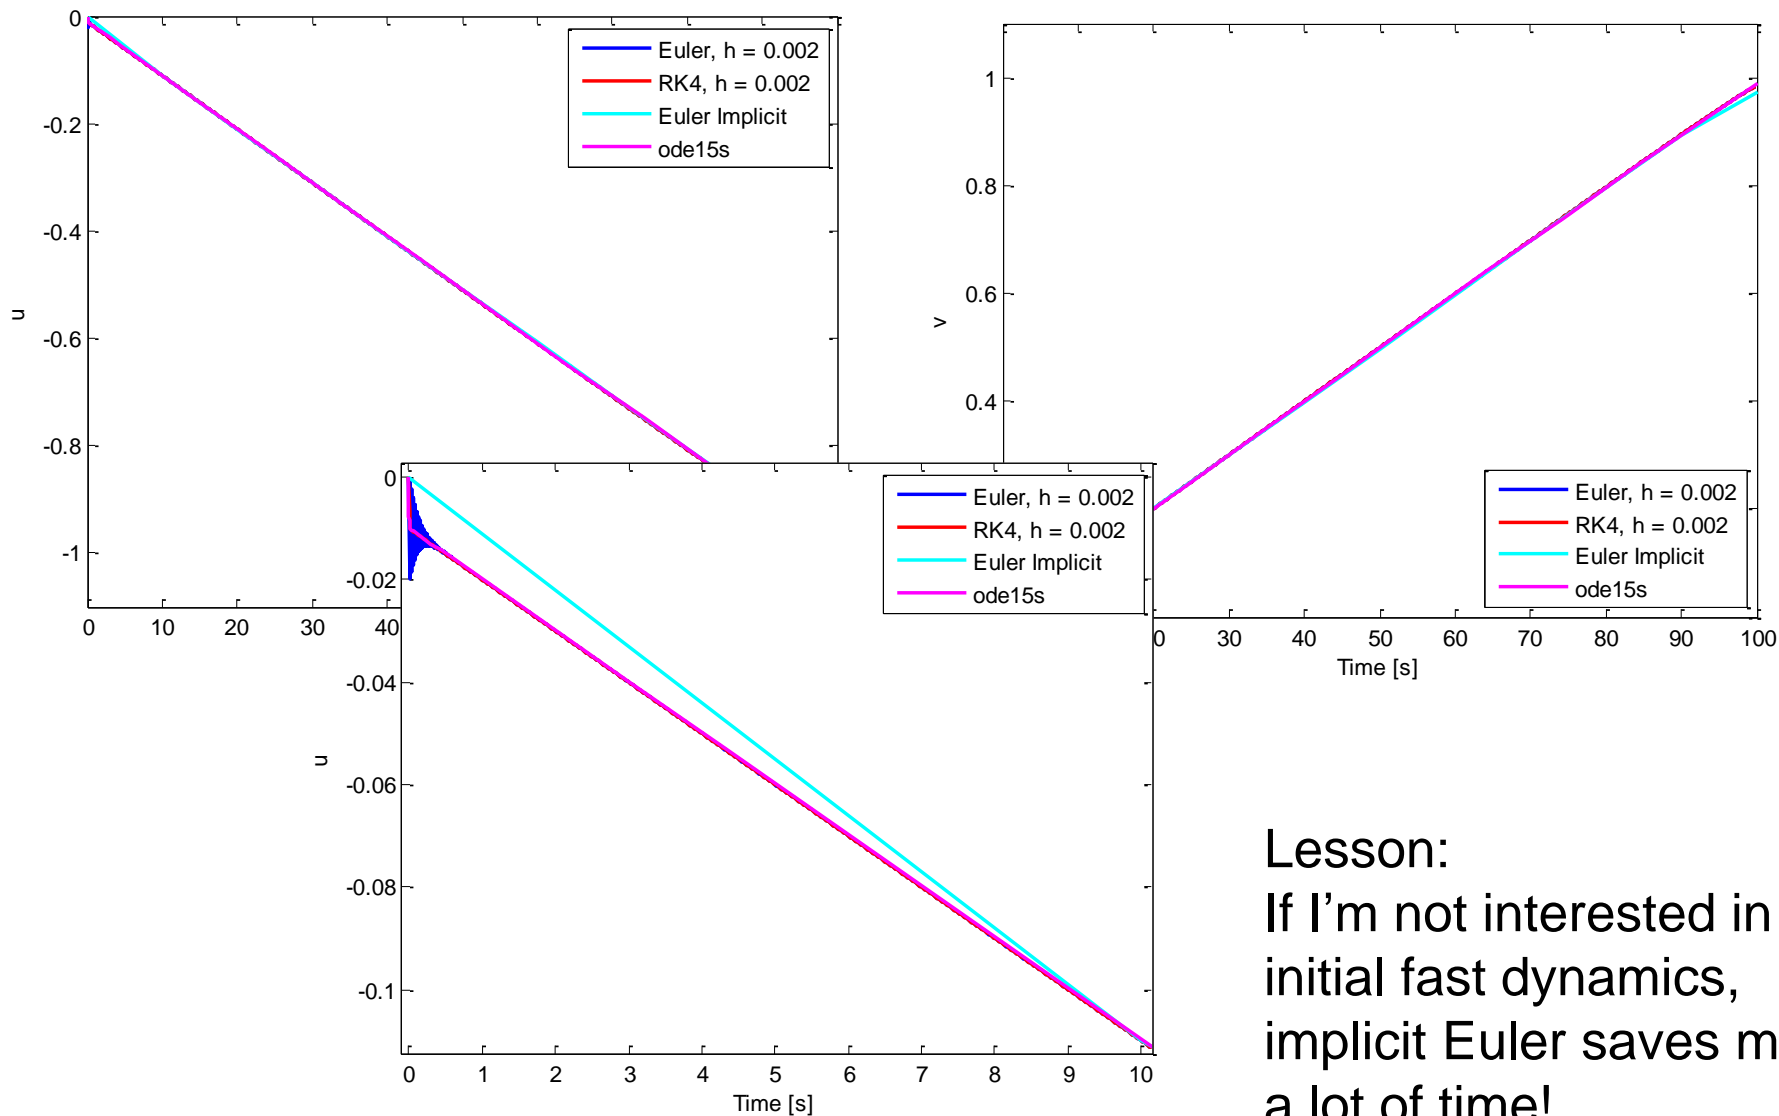 0
-0.2
-0.4
-0.6
-0.8
-1
u
0 10 20 30 40
Euler, h = 0.002
RK4, h = 0.002
Euler Implicit
ode15s
1
0.8
0.6
0.4
v
0 30 40 50 60 70 80 90 100
Time [s]
Euler, h = 0.002
RK4, h = 0.002
Euler Implicit
ode15s
0
-0.02
-0.04
-0.06
-0.08
-0.1
u
0 1 2 3 4 5 6 7 8 9 10
Time [s]
Euler, h = 0.002
RK4, h = 0.002
Euler Implicit
ode15s
Lesson:
If I’m not interested in
initial fast dynamics,
implicit Euler saves m
a lot of time!